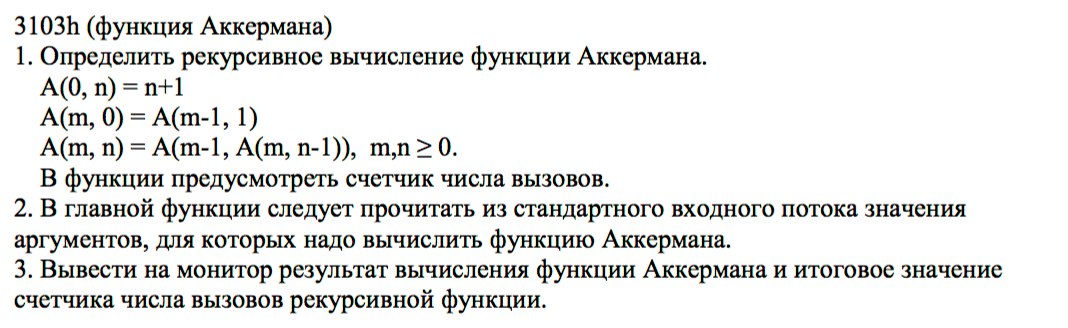 3103h (функция Аккермана)
1. Определить рекурсивное вычисление функции Аккермана.
A(0, n) = n+1
A(m, 0) = A(m-1, 1)
A(m, n) = A(m-1, A(m, n-1)), m,n ≥ 0.
В функции предусмотреть счетчик числа вызовов.
2. В главной функции следует прочитать из стандартного входного потока значения
аргументов, для которых надо вычислить функцию Аккермана.
3. Вывести на монитор результат вычисления функции Аккермана и итоговое значение
счетчика числа вызовов рекурсивной функции.